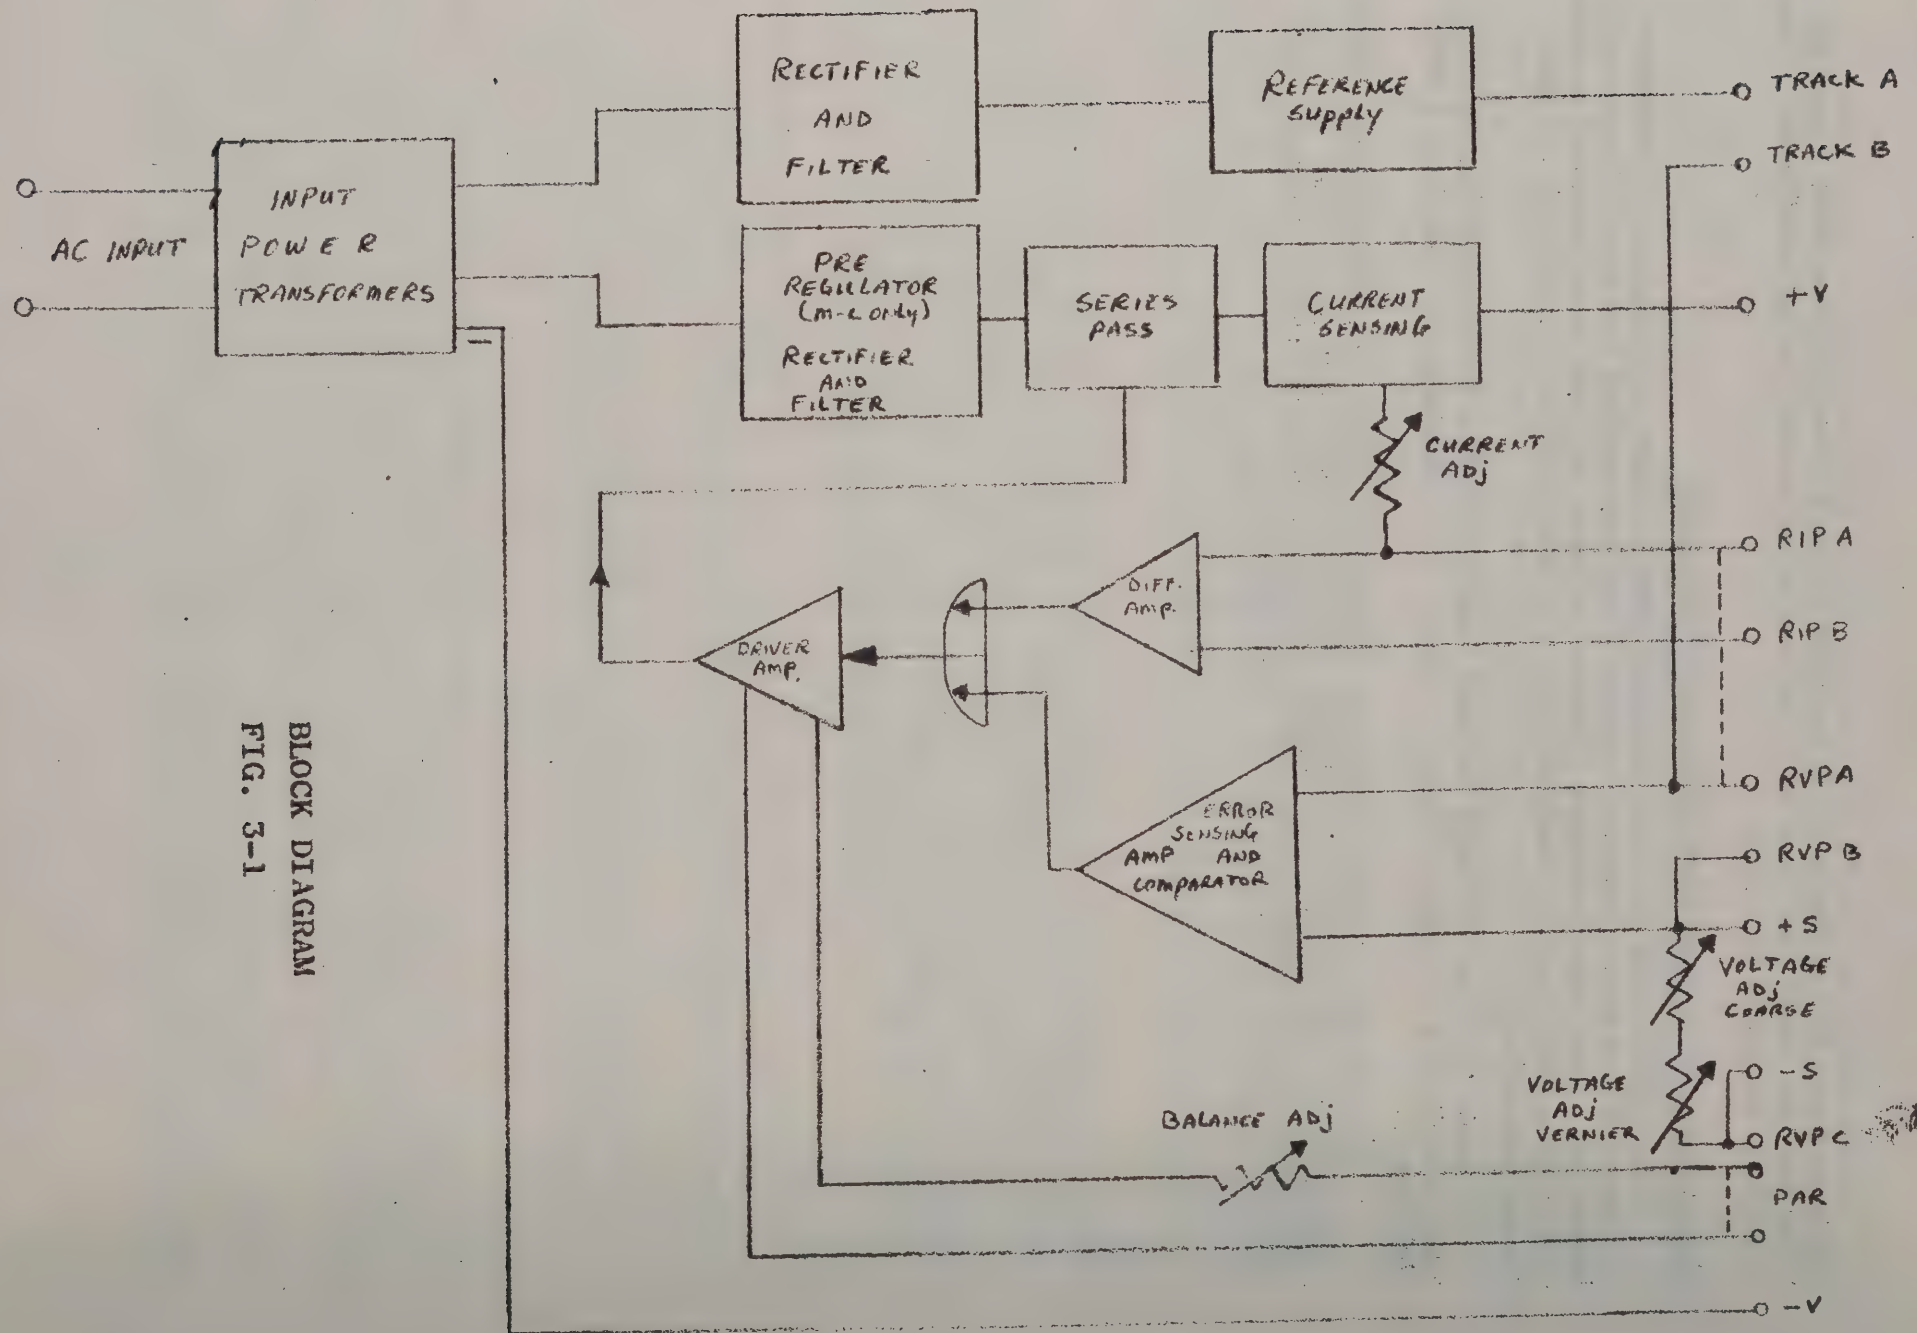 RECTIFIER
AND
FILTER
REFERENCE
Supply
TRACK A
TRACK B
AC INPUT
INPUT
POWER
TRANSFORMERS
PRE
REGULATOR
(m-e only)
RECTIFIER
AND
FILTER
SERIES
PASS
CURRENT
SENSING
+V
CURRENT
ADj
DIFF.
AMP.
RIP A
RIP B
DRIVER
AMP.
ERROR
SENSING
AMP AND
COMPARATOR
RVPA
RVP B
+S
VOLTAGE
ADj
COARSE
-S
VOLTAGE
ADj
VERNIER
RVP C
BALANCE ADj
PAR
-V
BLOCK DIAGRAM
FIG. 3-1